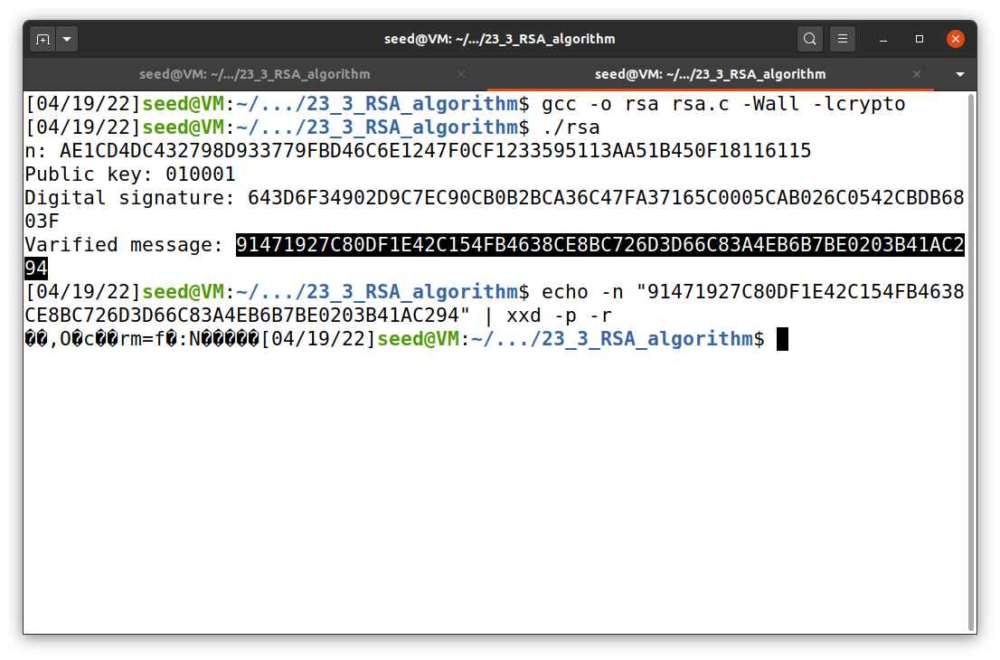 seed@VM: ~/.../23_3_RSA_algorithm
seed@VM: ~/.../23_3_RSA_algorithm
seed@VM: ~/.../23_3_RSA_algorithm
[04/19/22]seed@VM:~/.../23_3_RSA_algorithm$ gcc -o rsa rsa.c -Wall -lcrypto
[04/19/22]seed@VM:~/.../23_3_RSA_algorithm$ ./rsa
n: AE1CD4DC432798D933779FBD46C6E1247F0CF1233595113AA51B450F18116115
Public key: 010001
Digital signature: 643D6F34902D9C7EC90CB0B2BCA36C47FA37165C0005CAB026C0542CBDB68
03F
Varified message: 91471927C80DF1E42C154FB4638CE8BC726D3D66C83A4EB6B7BE0203B41AC2
94
[04/19/22]seed@VM:~/.../23_3_RSA_algorithm$ echo -n "91471927C80DF1E42C154FB4638
CE8BC726D3D66C83A4EB6B7BE0203B41AC294" | xxd -p -r
��,O�c��rm=f�:N�����[04/19/22]seed@VM:~/.../23_3_RSA_algorithm$